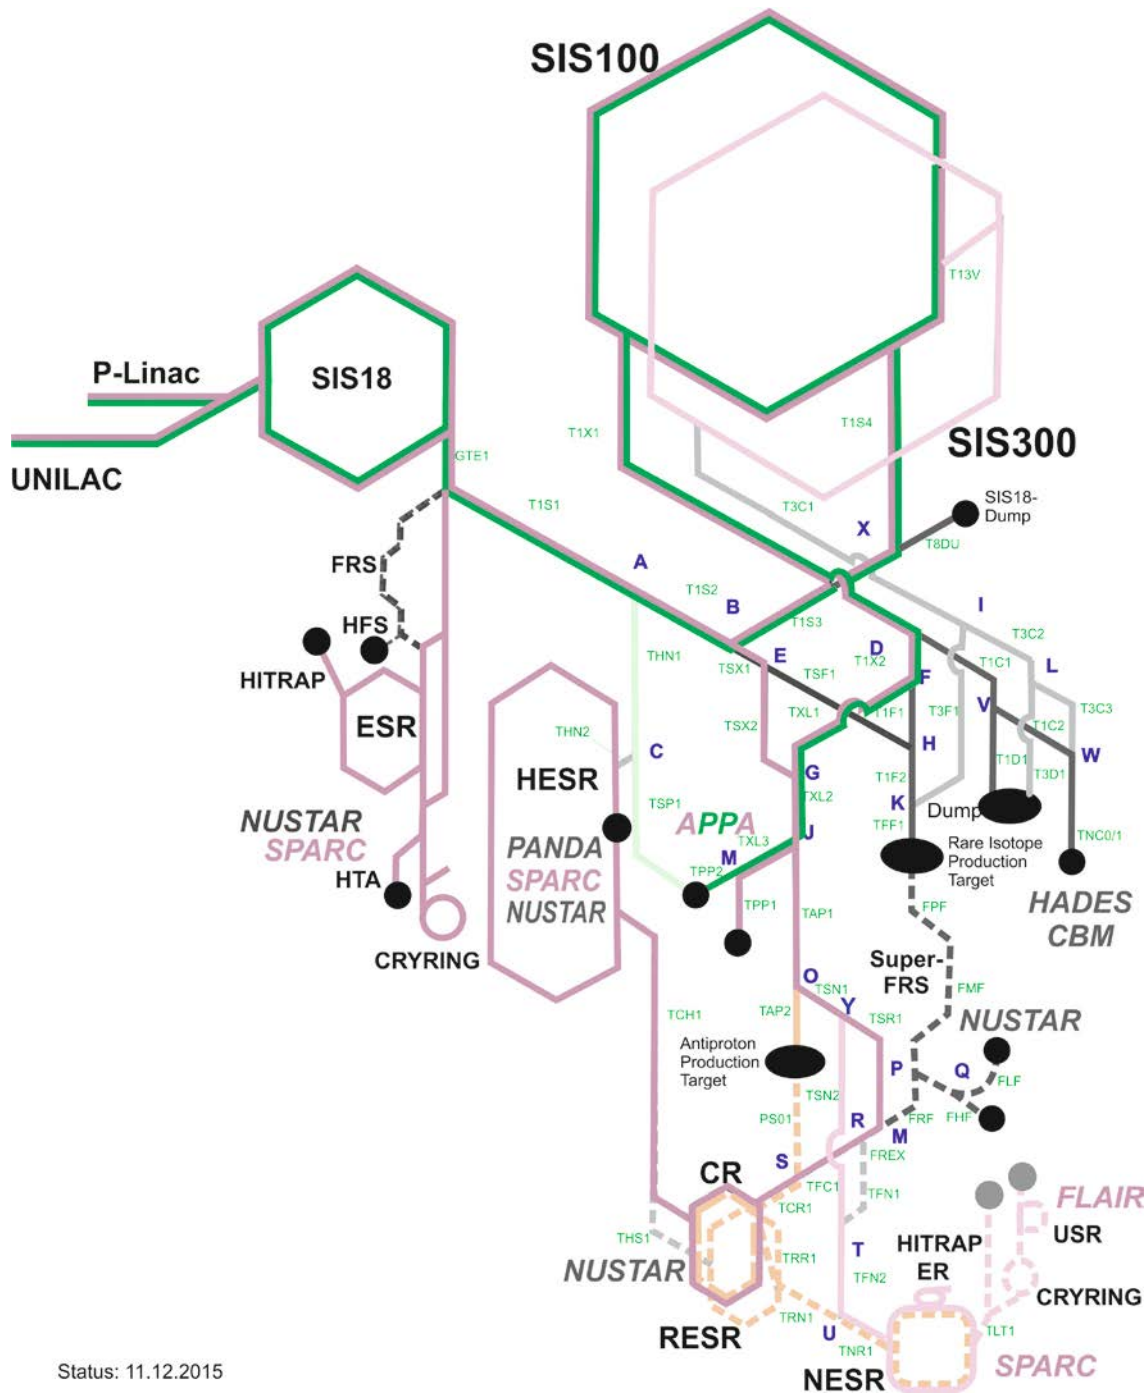 SIS100
T13V
SIS18
P-Linac
T1X1
T1S4
SIS300
UNILAC
GTE1
T3C1
SIS18-
Dump
T1S1
X
T8DU
FRS
A
T1S2
B
I
HFS
T1S3
T3C2
HITRAP
THN1
TSX1
E
TSF1
D
T1X2
T1C1
L
F
ESR
TSX2
TXL1
T1F1
T3F1
V
T1C2
T3C3
THN2
C
H
W
HESR
G
T1F2
T1D1
T3D1
TSP1
TXL2
K
Dump
NUSTAR
SPARC
APPA
TFF1
TNC0/1
PANDA
SPARC
NUSTAR
TXL3
J
M
Rare Isotope
Production
Target
HTA
TPP2
TPP1
TAP1
FPF
HADES
CBM
CRYRING
Super-
FRS
O
TSN1
FMF
TCH1
TAP2
Y
TSR1
NUSTAR
Antiproton
Production
Target
P
Q
FLF
TSN2
PS01
R
M
FRF
FHF
S
FREX
CR
TFC1
TFN1
TCR1
FLAIR
THS1
TRR1
T
HITRAP
ER
USR
NUSTAR
TFN2
CRYRING
TRN1
RESR
U
TNR1
TLT1
NESR
SPARC
Status: 11.12.2015